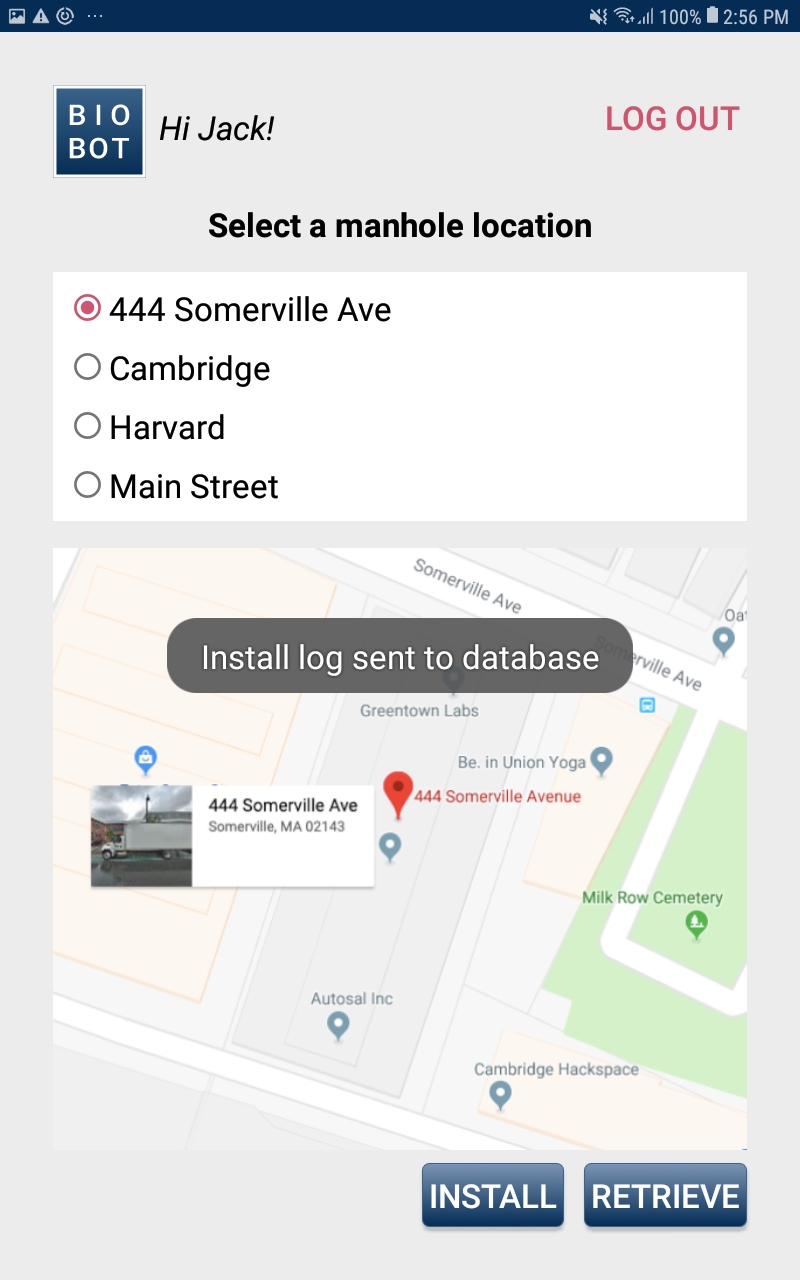 100% 2:56 PM
BIO
BOT
Hi Jack!
LOG OUT
Select a manhole location
444 Somerville Ave
Cambridge
Harvard
Main Street
Somerville Ave
Oat
Somerville Ave
Install log sent to database
Greentown Labs
Be. in Union Yoga
444 Somerville Avenue
444 Somerville Ave
Somerville, MA 02143
Milk Row Cemetery
Autosal Inc
Cambridge Hackspace
INSTALL
RETRIEVE